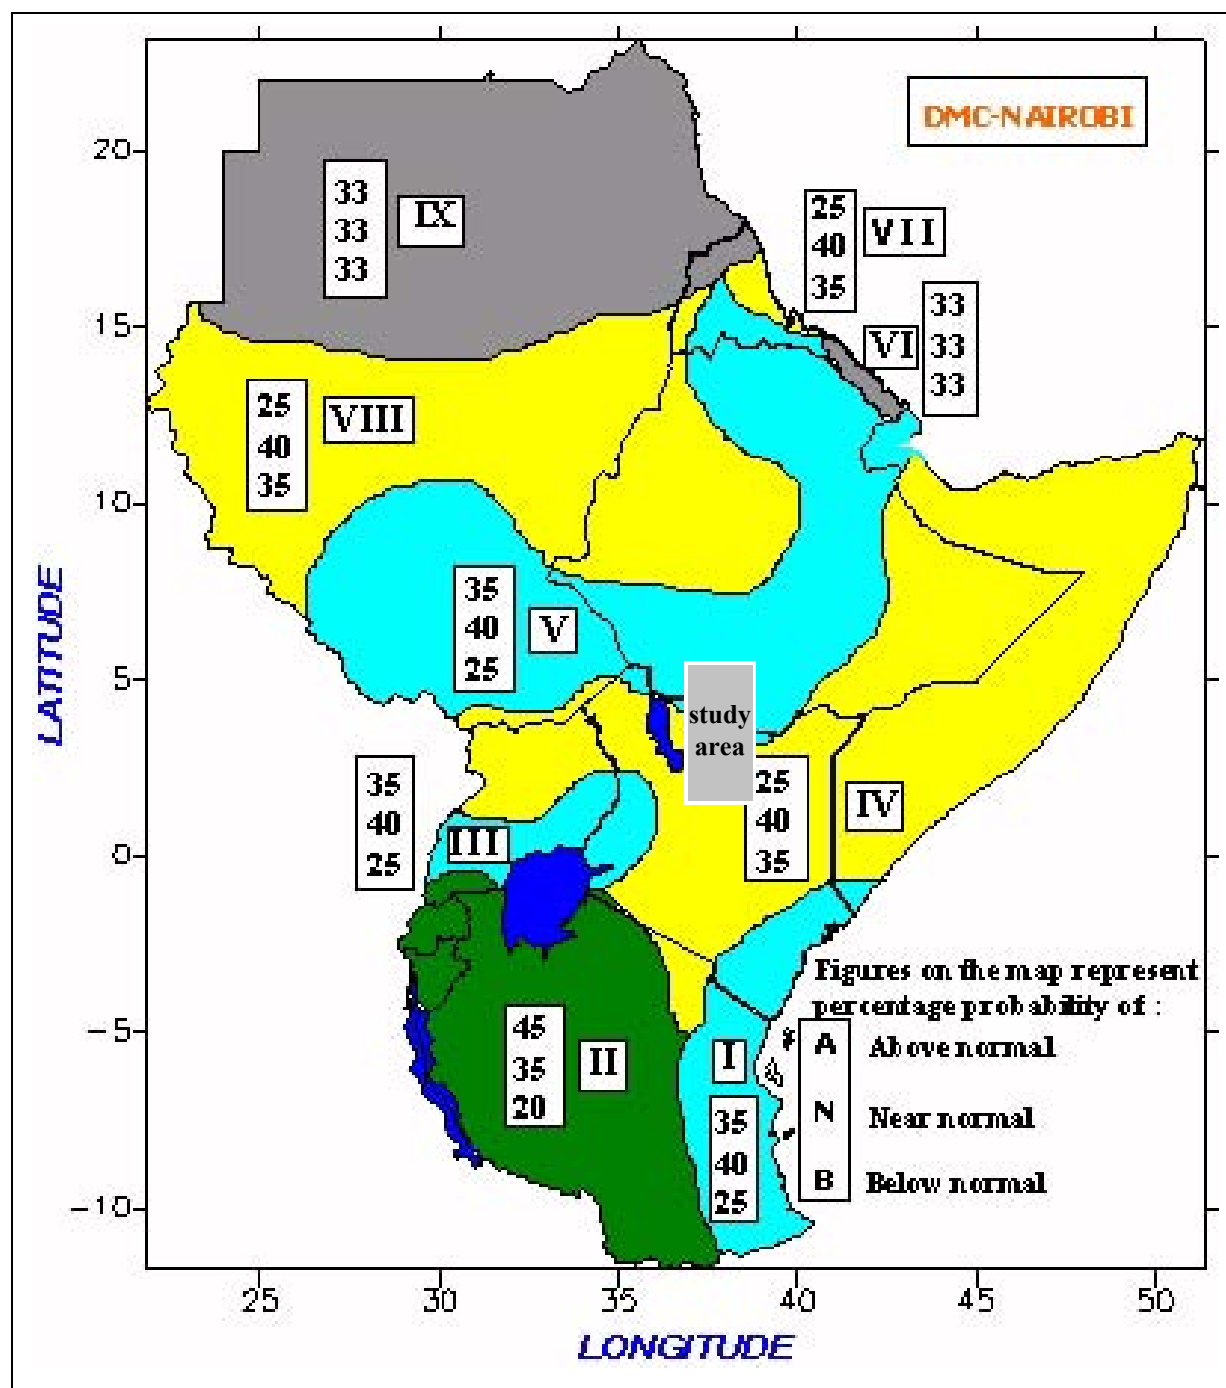 DMC-NAIROBI
20
15
10
5
0
-5
-10
LATITUDE
33
33
33
IX
25
40
35
VII
33
33
33
VI
25
40
35
VIII
35
40
25
V
study
area
35
40
25
III
25
40
35
IV
Figures on the map represent
percentage probability of :
A Above normal
N Near normal
B Below normal
45
35
20
II
I
35
40
25
25
30
35
40
45
50
LONGITUDE